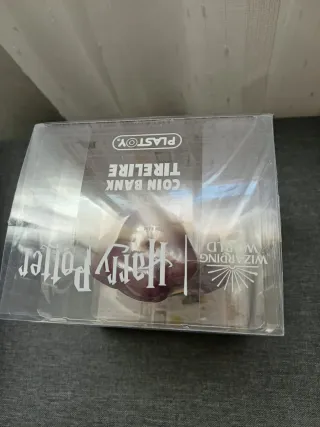 Harry Potter
WIZARDING
WORLD
COIN BANK
TIRELIRE
PLASTOY